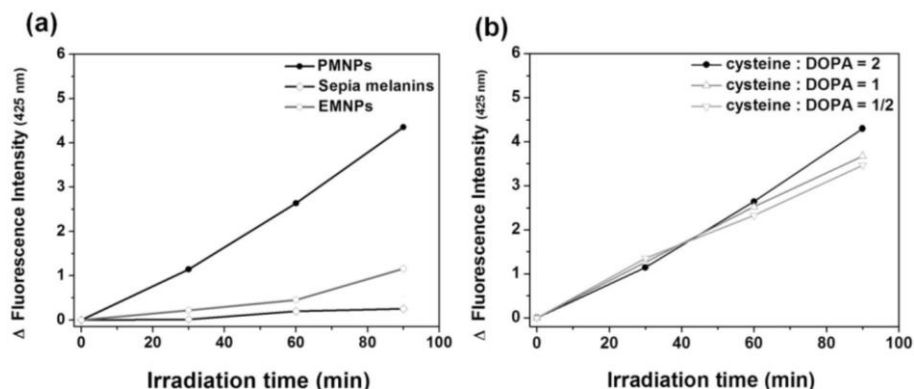 (a)
Δ Fluorescence Intensity (425 nm)
6
5
4
3
2
1
0
PMNPs
Sepia melanins
EMNPs
0 20 40 60 80 100
Irradiation time (min)
(b)
Δ Fluorescence Intensity (425 nm)
6
5
4
3
2
1
0
cysteine : DOPA = 2
cysteine : DOPA = 1
cysteine : DOPA = 1/2
0 20 40 60 80 100
Irradiation time (min)